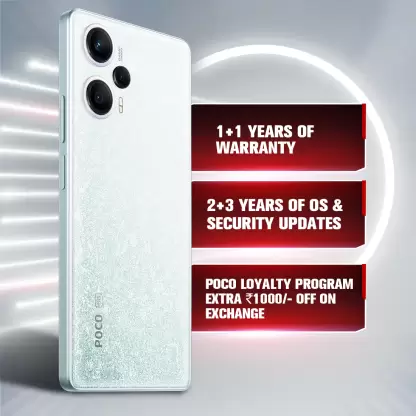 1+1 YEARS OF
WARRANTY
2+3 YEARS OF OS &
SECURITY UPDATES
POCO LOYALTY PROGRAM
EXTRA ₹1000/- OFF ON
EXCHANGE
POCO